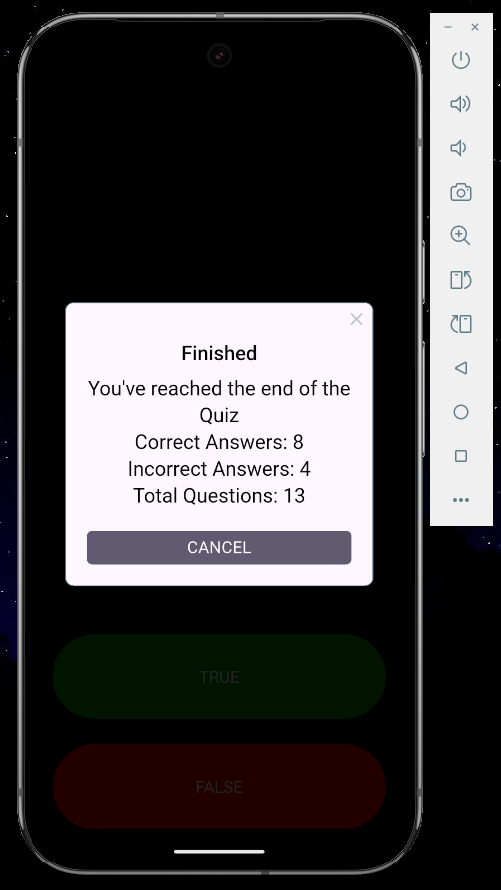 Finished
You've reached the end of the
Quiz
Correct Answers: 8
Incorrect Answers: 4
Total Questions: 13
CANCEL
TRUE
FALSE